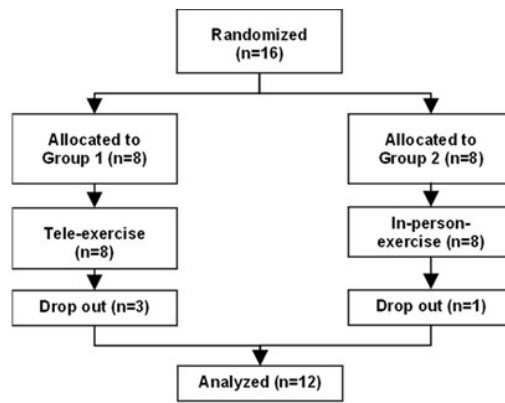 Randomized
(n=16)
Allocated to
Group 1 (n=8)
Allocated to
Group 2 (n=8)
Tele-exercise
(n=8)
In-person-
exercise (n=8)
Drop out (n=3)
Drop out (n=1)
Analyzed (n=12)